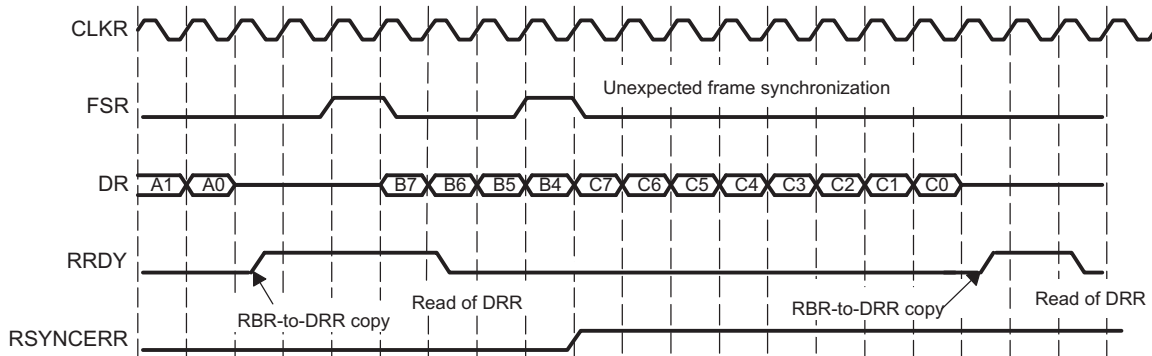 CLKR
Unexpected frame synchronization
FSR
DR A1 A0 B7 B6 B5 B4 C7 C6 C5 C4 C3 C2 C1 C0
RRDY
Read of DRR
RBR-to-DRR copy
RBR-to-DRR copy
Read of DRR
RSYNCERR